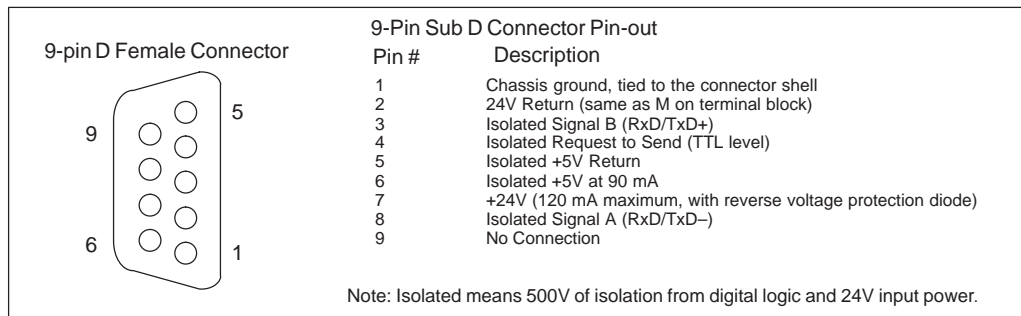 9-pin D Female Connector
5
9
6
1
9-Pin Sub D Connector Pin-out
Pin # Description
1 Chassis ground, tied to the connector shell
2 24V Return (same as M on terminal block)
3 Isolated Signal B (RxD/TxD+)
4 Isolated Request to Send (TTL level)
5 Isolated +5V Return
6 Isolated +5V at 90 mA
7 +24V (120 mA maximum, with reverse voltage protection diode)
8 Isolated Signal A (RxD/TxD–)
9 No Connection
Note: Isolated means 500V of isolation from digital logic and 24V input power.